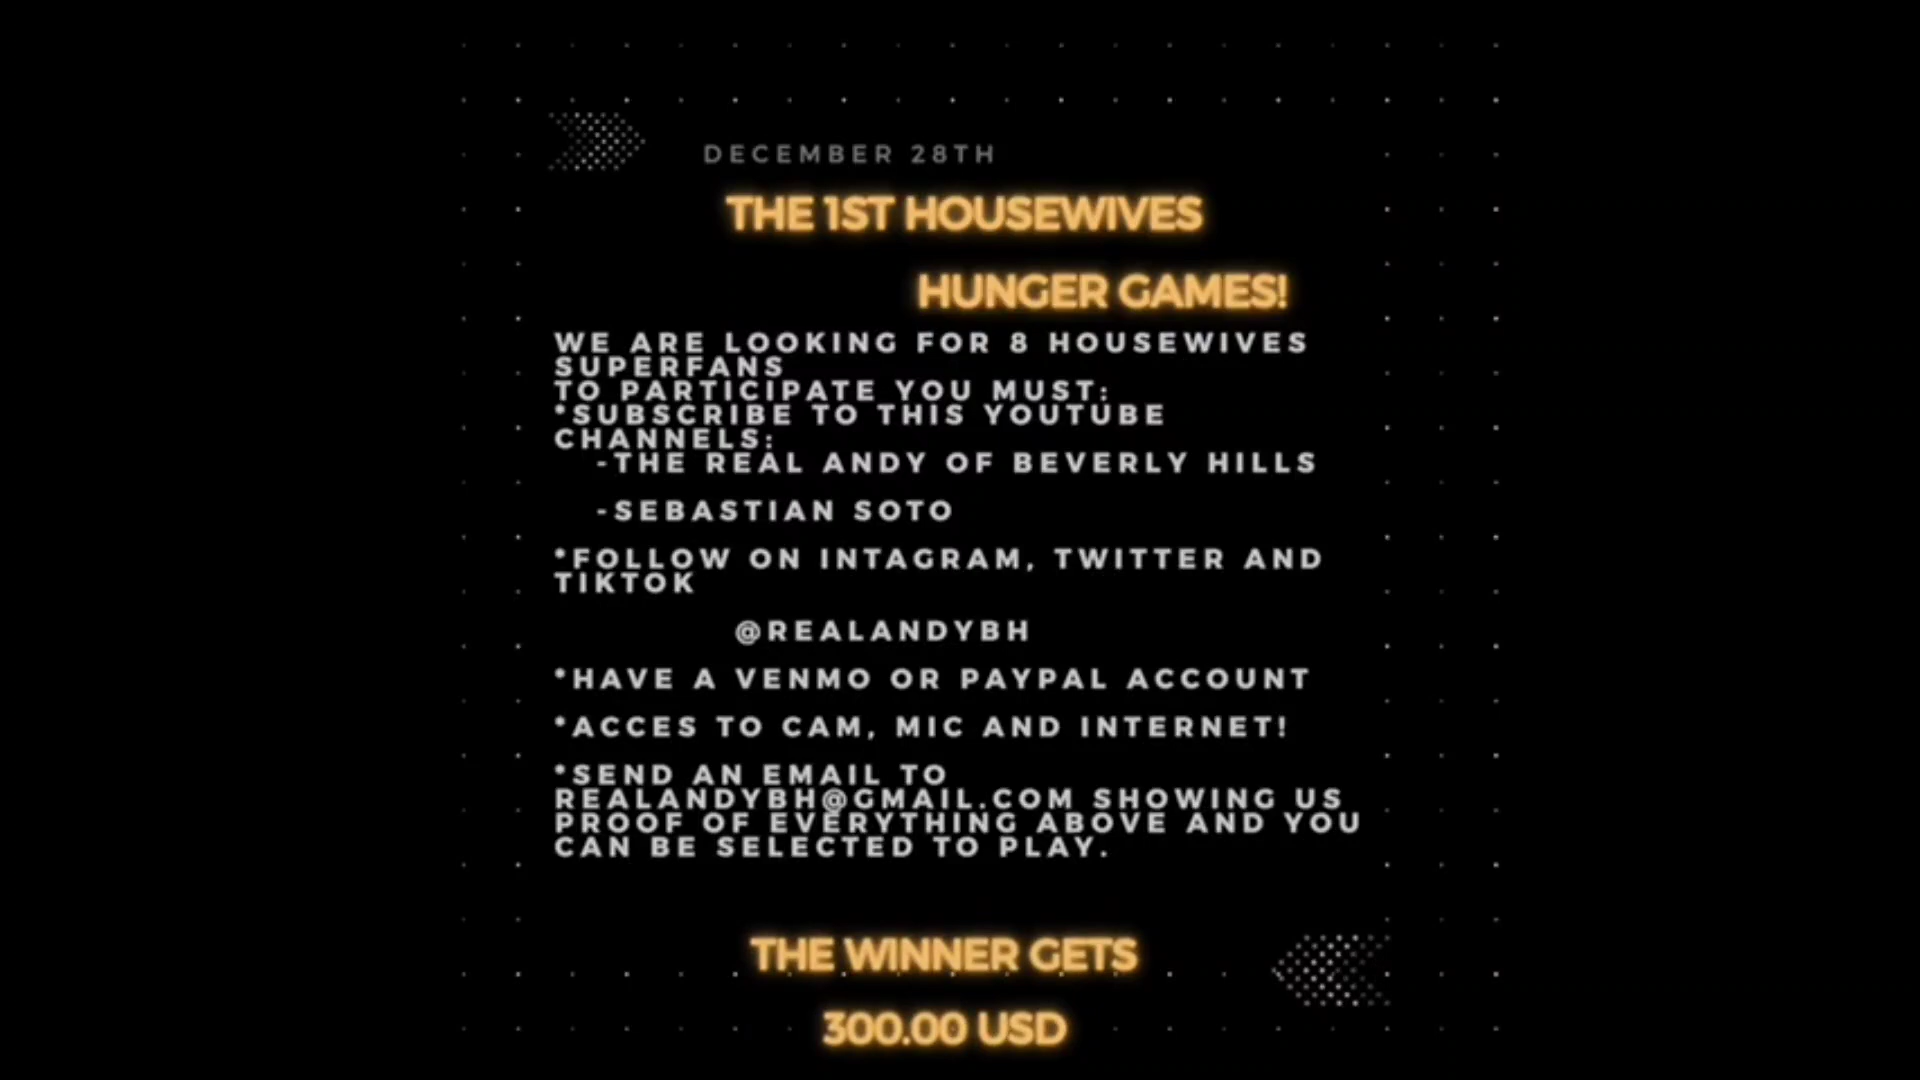 DECEMBER 28TH
THE 1ST HOUSEWIVES
HUNGER GAMES!
WE ARE LOOKING FOR 8 HOUSEWIVES
SUPERFANS
TO PARTICIPATE YOU MUST:
*SUBSCRIBE TO THIS YOUTUBE
CHANNELS:
-THE REAL ANDY OF BEVERLY HILLS
-SEBASTIAN SOTO
*FOLLOW ON INTAGRAM, TWITTER AND
TIKTOK
@REALANDYBH
*HAVE A VENMO OR PAYPAL ACCOUNT
*ACCES TO CAM, MIC AND INTERNET!
*SEND AN EMAIL TO
REALANDYBH@GMAIL.COM SHOWING US
PROOF OF EVERYTHING ABOVE AND YOU
CAN BE SELECTED TO PLAY.
THE WINNER GETS
300.00 USD